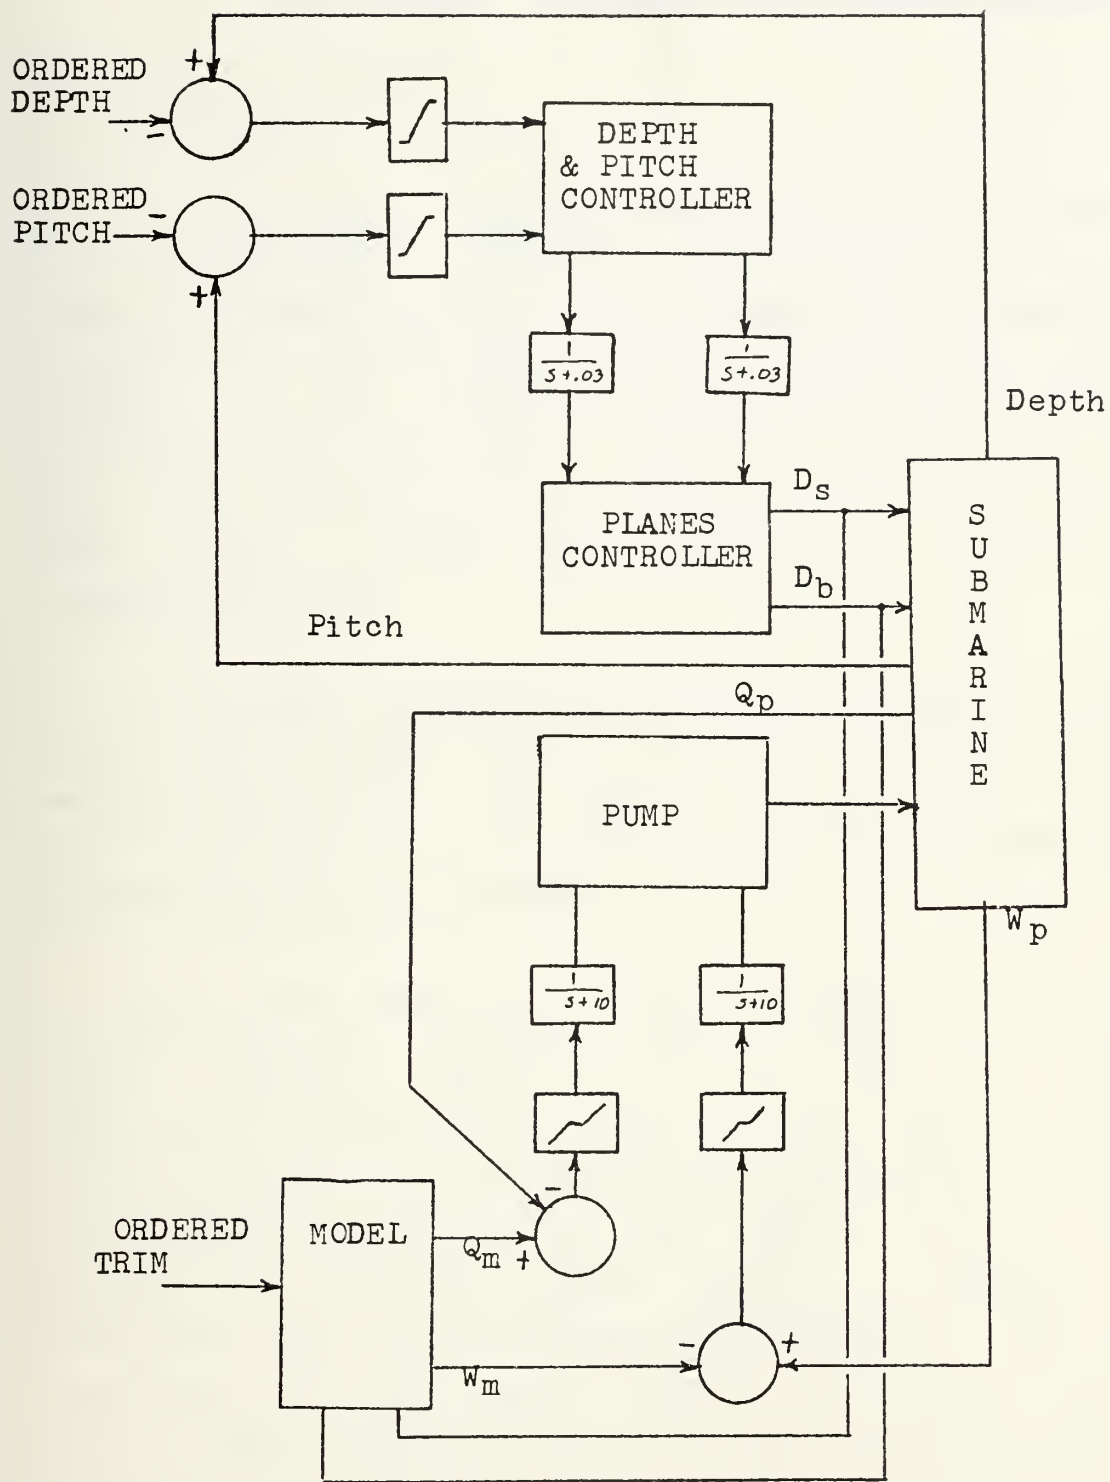 +
ORDERED
DEPTH
-
DEPTH
& PITCH
CONTROLLER
ORDERED
PITCH
-
+
1
s+.03
1
s+.03
Depth
PLANES
CONTROLLER
Ds
Db
SUBMARINE
Pitch
Qp
PUMP
Wp
1
s+10
1
s+10
-
ORDERED
TRIM
MODEL
Qm +
-
+
Wm